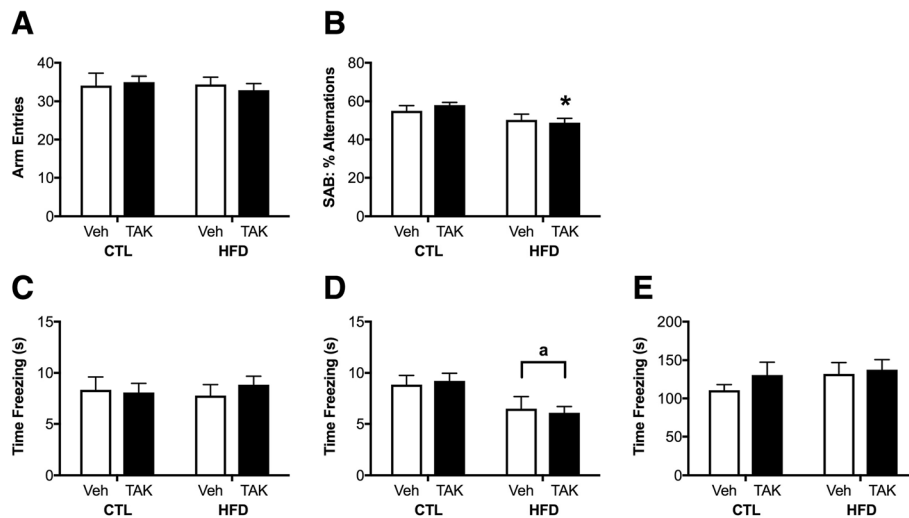 A
Arm Entries
40
30
20
10
0
Veh TAK Veh TAK
CTL HFD
B
SAB: % Alternations
80
60
40
20
0
*
Veh TAK Veh TAK
CTL HFD
C
Time Freezing (s)
15
10
5
0
Veh TAK Veh TAK
CTL HFD
D
Time Freezing (s)
15
10
5
0
a
Veh TAK Veh TAK
CTL HFD
E
Time Freezing (s)
200
150
100
50
0
Veh TAK Veh TAK
CTL HFD